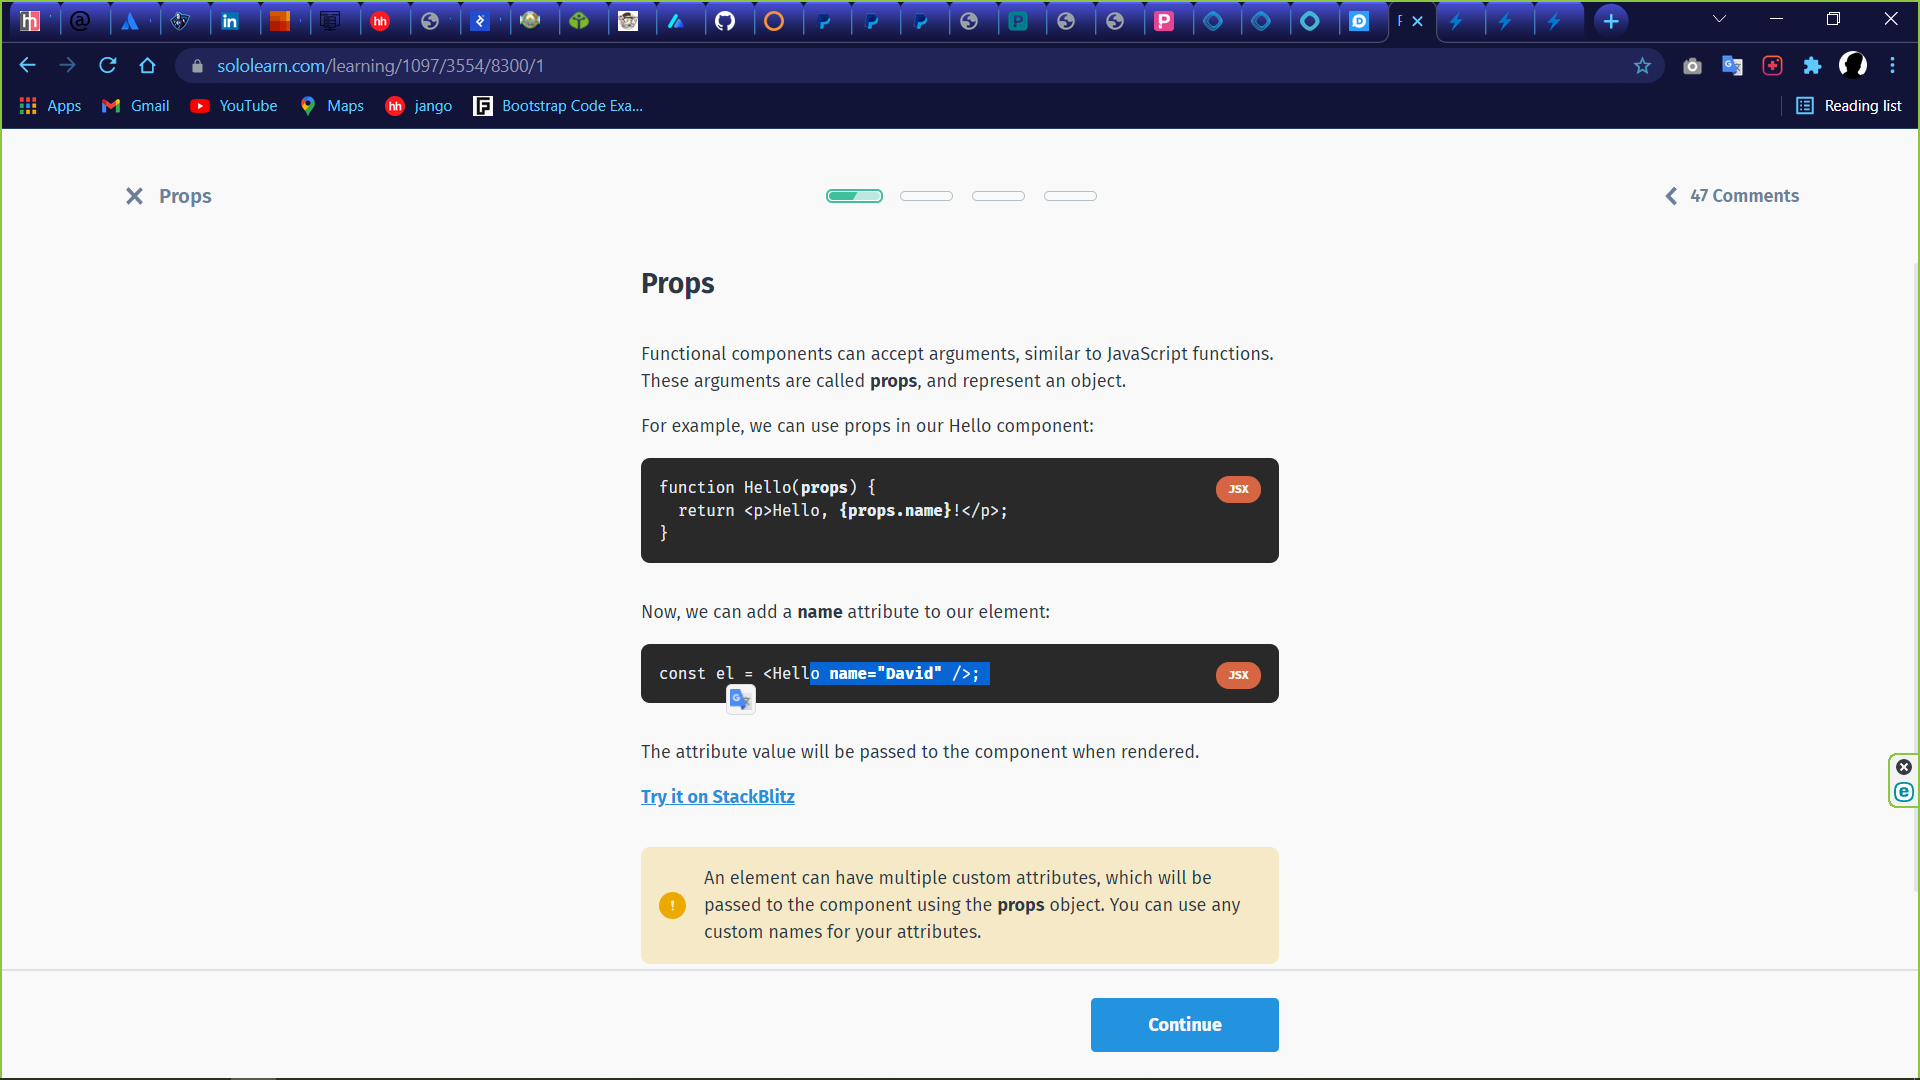 sololearn.com/learning/1097/3554/8300/1
Apps
Gmail
YouTube
Maps
jango
Bootstrap Code Exa...
Reading list
Props
47 Comments
Props
Functional components can accept arguments, similar to JavaScript functions.
These arguments are called props, and represent an object.
For example, we can use props in our Hello component:
function Hello(props) {
return <p>Hello, {props.name}!</p>;
}
JSX
Now, we can add a name attribute to our element:
const el = <Hello name="David" />;
JSX
The attribute value will be passed to the component when rendered.
Try it on StackBlitz
An element can have multiple custom attributes, which will be
passed to the component using the props object. You can use any
custom names for your attributes.
Continue